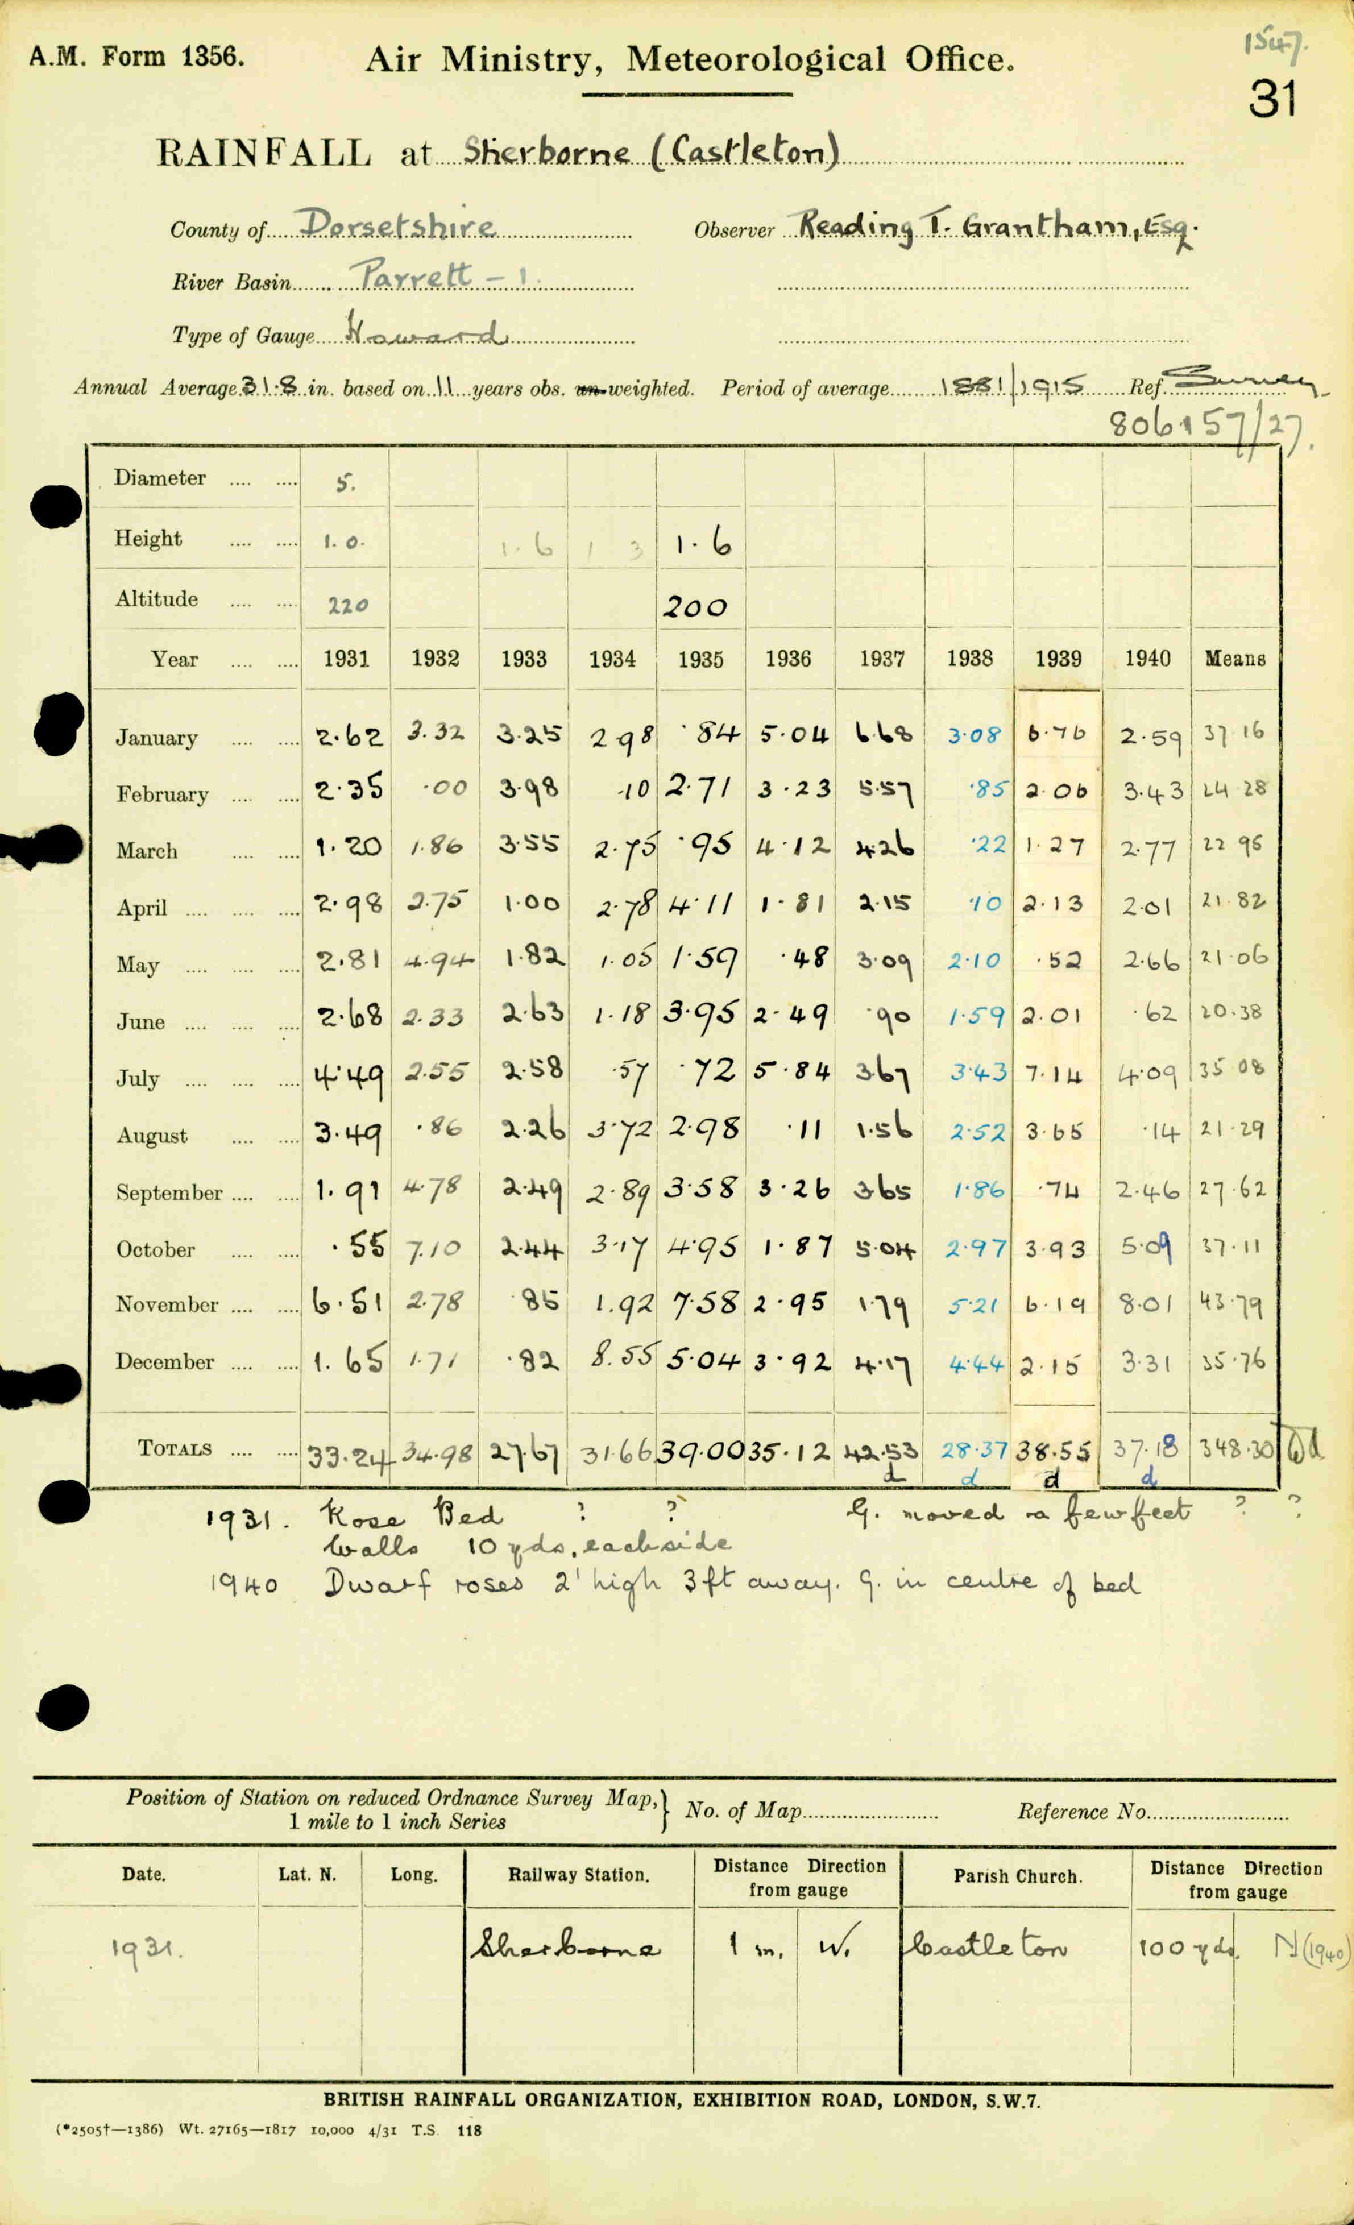 1547.
A.M. Form 1356.
Air Ministry, Meteorological Office.
31
RAINFALL at Sherborne (Castleton)
County of Dorsetshire Observer Reading T. Grantham, Esq.
River Basin Parrett - 1.
Type of Gauge Howard
Annual Average 31.8 in. based on 11 years obs. un-weighted. Period of average 1881/1915 Ref. Survey
806157/27.
Diameter 5.
Height 1.0. 1.6 1 3 1.6
Altitude 220 200
Year 1931 1932 1933 1934 1935 1936 1937 1938 1939 1940 Means
January 2.62 3.32 3.25 2.98 .84 5.04 6.68 3.08 6.76 2.59 37.16
February 2.35 .00 3.98 .10 2.71 3.23 5.57 .85 2.06 3.43 24.28
March 1.20 1.86 3.55 2.75 .95 4.12 4.26 .22 1.27 2.77 22.95
April 2.98 2.75 1.00 2.78 4.11 1.81 2.15 .10 2.13 2.01 21.82
May 2.81 4.94 1.82 1.05 1.59 .48 3.09 2.10 .52 2.66 21.06
June 2.68 2.33 2.63 1.18 3.95 2.49 .90 1.59 2.01 .62 20.38
July 4.49 2.55 2.58 .57 .72 5.84 3.67 3.43 7.14 4.09 35.08
August 3.49 .86 2.26 3.72 2.98 .11 1.56 2.52 3.65 .14 21.29
September 1.91 4.78 2.49 2.89 3.58 3.26 3.65 1.86 .74 2.46 27.62
October .55 7.10 2.44 3.17 4.95 1.87 5.04 2.97 3.93 5.09 37.11
November 6.51 2.78 .85 1.92 7.58 2.95 1.79 5.21 6.19 8.01 43.79
December 1.65 1.71 .82 8.55 5.04 3.92 4.17 4.44 2.15 3.31 35.76
TOTALS 33.24 34.98 27.67 31.66 39.00 35.12 42.53 28.37 38.55 37.18 348.30
d d d d
1931. Rose Bed ? ? G. moved a few feet ? ?
Walls 10 yds. each side
1940 Dwarf roses 2' high 3 ft away. G. in centre of bed
Position of Station on reduced Ordnance Survey Map, 1 mile to 1 inch Series } No. of Map Reference No.
Date. Lat. N. Long. Railway Station. Distance Direction from gauge Parish Church. Distance Direction from gauge
1931. Sherborne 1 m. W. Castleton 100 yds. N (1940)
BRITISH RAINFALL ORGANIZATION, EXHIBITION ROAD, LONDON, S.W.7.
(*2505†—1386) Wt. 27165—1817 10,000 4/31 T.S. 118